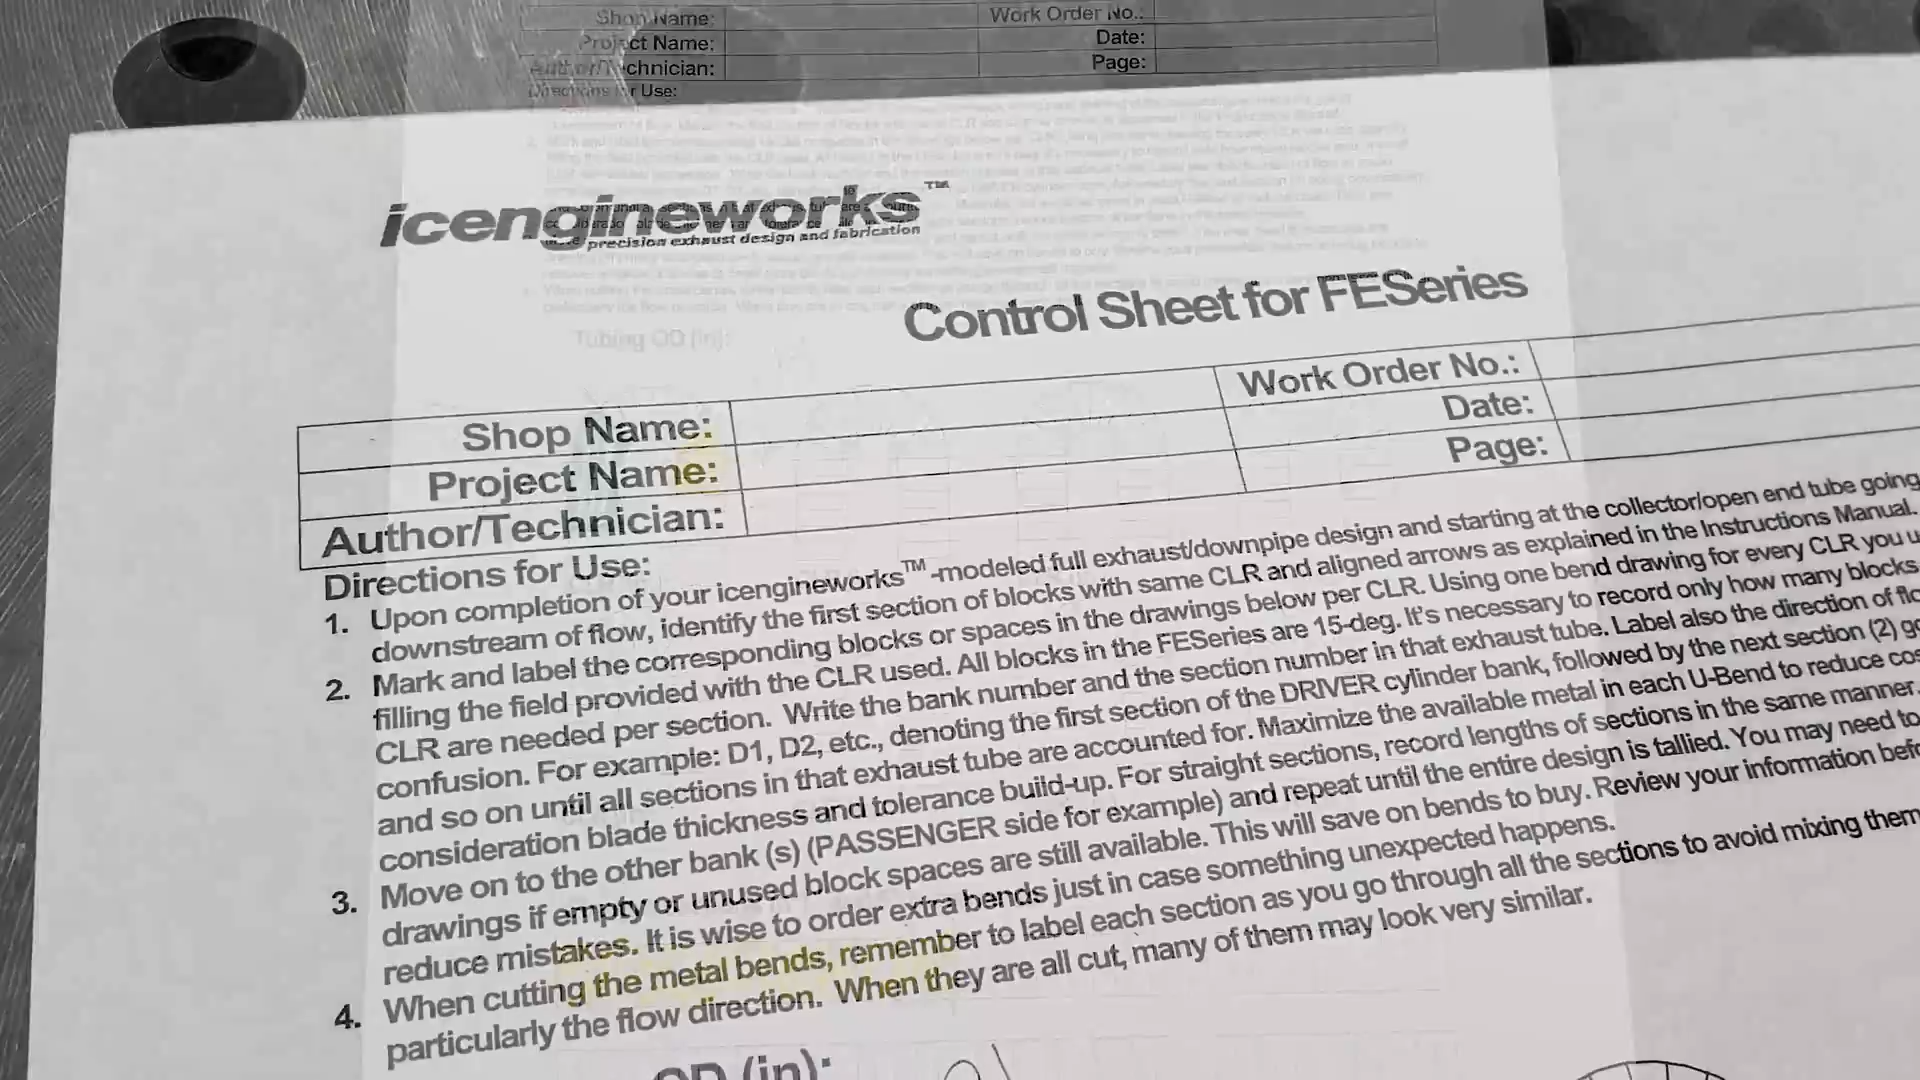 Shop Name:
Work Order No.:
Project Name:
Date:
Author/Technician:
Page:
Directions for Use:
icengineworks™
precision exhaust design and fabrication
Tubing OD (in):
Control Sheet for FESeries
Shop Name:
Work Order No.:
Project Name:
Date:
Author/Technician:
Page:
Directions for Use:
1. Upon completion of your icengineworks™-modeled full exhaust/downpipe design and starting at the collector/open end tube going
downstream of flow, identify the first section of blocks with same CLR and aligned arrows as explained in the Instructions Manual.
2. Mark and label the corresponding blocks or spaces in the drawings below per CLR. Using one bend drawing for every CLR you u
filling the field provided with the CLR used. All blocks in the FESeries are 15-deg. It's necessary to record only how many blocks
CLR are needed per section. Write the bank number and the section number in that exhaust tube. Label also the direction of flo
confusion. For example: D1, D2, etc., denoting the first section of the DRIVER cylinder bank, followed by the next section (2) go
and so on until all sections in that exhaust tube are accounted for. Maximize the available metal in each U-Bend to reduce cos
consideration blade thickness and tolerance build-up. For straight sections, record lengths of sections in the same manner.
3. Move on to the other bank (s) (PASSENGER side for example) and repeat until the entire design is tallied. You may need to
drawings if empty or unused block spaces are still available. This will save on bends to buy. Review your information befo
reduce mistakes. It is wise to order extra bends just in case something unexpected happens.
4. When cutting the metal bends, remember to label each section as you go through all the sections to avoid mixing them
particularly the flow direction. When they are all cut, many of them may look very similar.
OD (in):